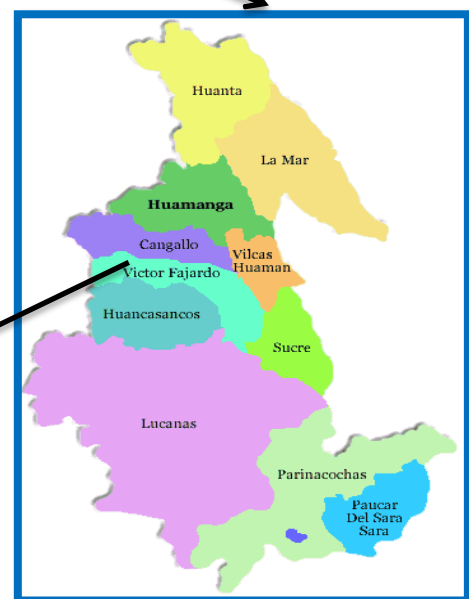 Huanta
La Mar
Huamanga
Cangallo
Vilcas
Huaman
Victor Fajardo
Huancasancos
Sucre
Lucanas
Parinacochas
Paucar
Del Sara
Sara